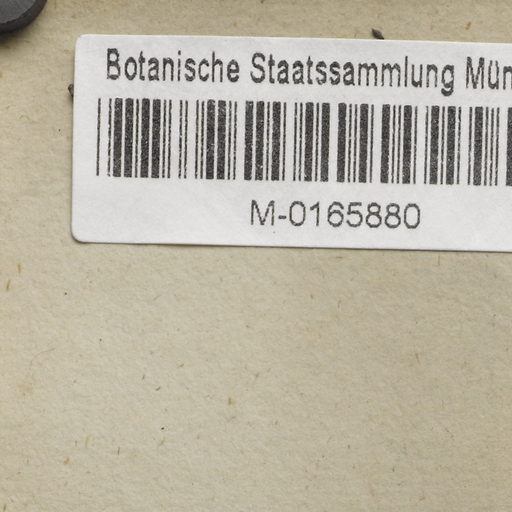 Botanische Staatssammlung Mün
M-0165880